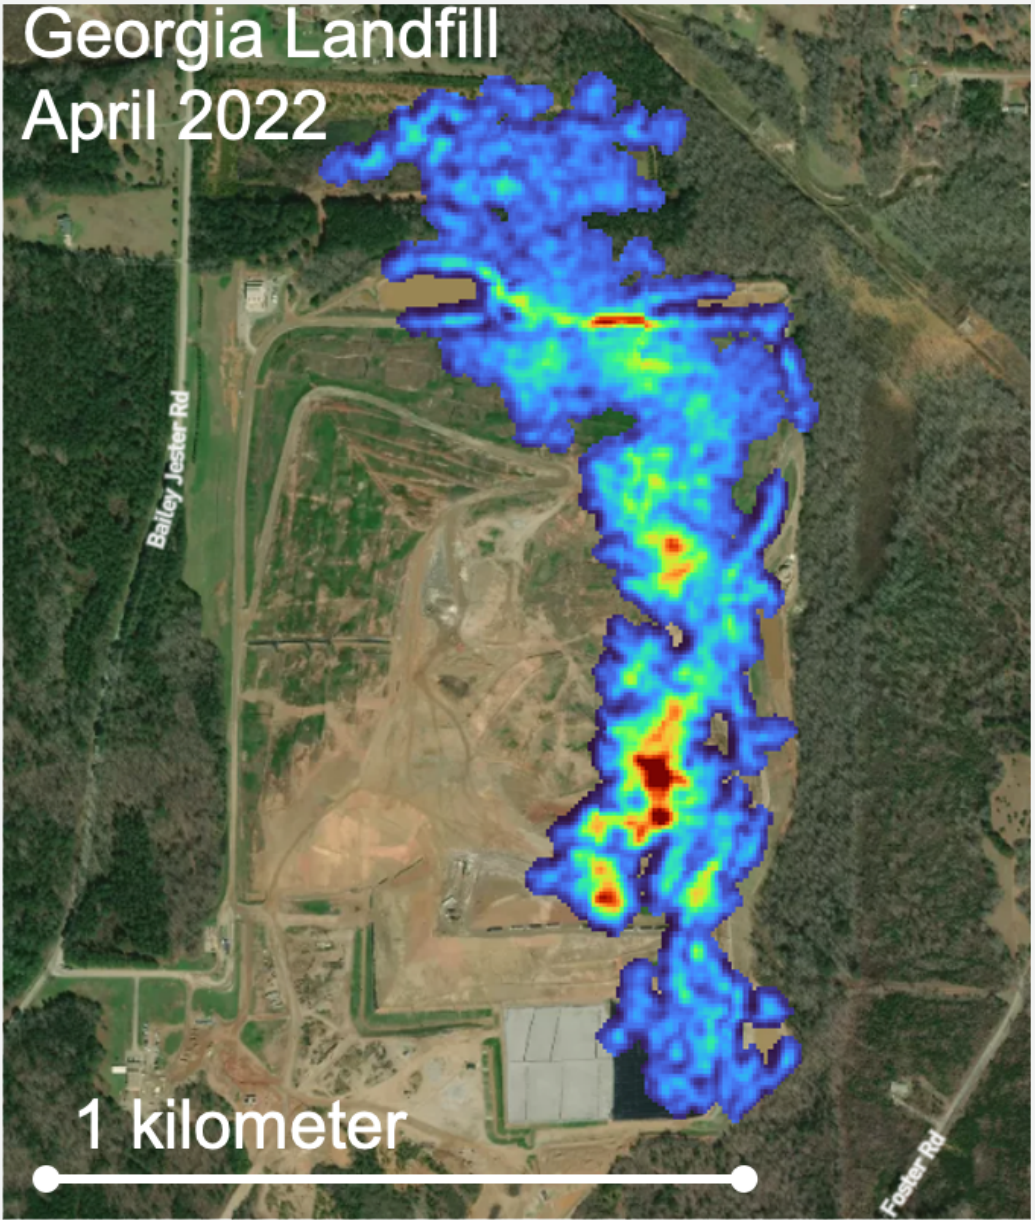 Georgia Landfill
April 2022
Bailey Jester Rd
1 kilometer
Foster Rd